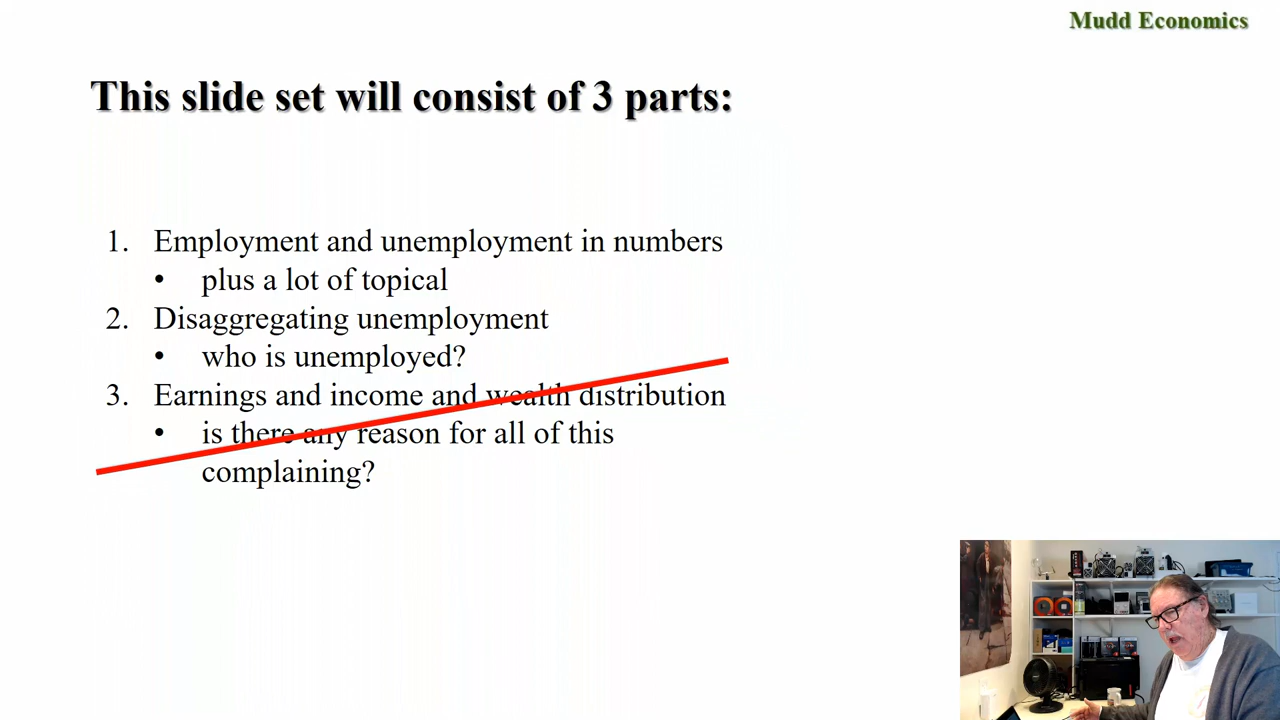 Mudd Economics
This slide set will consist of 3 parts:
1. Employment and unemployment in numbers
• plus a lot of topical
2. Disaggregating unemployment
• who is unemployed?
3. Earnings and income and wealth distribution
• is there any reason for all of this
complaining?